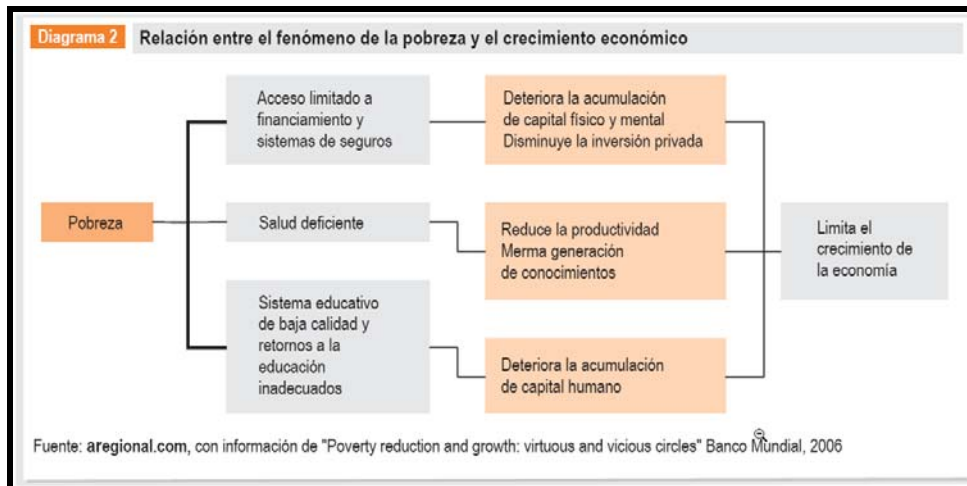 Diagrama 2 Relación entre el fenómeno de la pobreza y el crecimiento económico
Acceso limitado a
financiamiento y
sistemas de seguros
Deteriora la acumulación
de capital físico y mental
Disminuye la inversión privada
Pobreza
Salud deficiente
Reduce la productividad
Merma generación
de conocimientos
Limita el
crecimiento de
la economía
Sistema educativo
de baja calidad y
retornos a la
educación
inadecuados
Deteriora la acumulación
de capital humano
Fuente: aregional.com, con información de "Poverty reduction and growth: virtuous and vicious circles" Banco Mundial, 2006